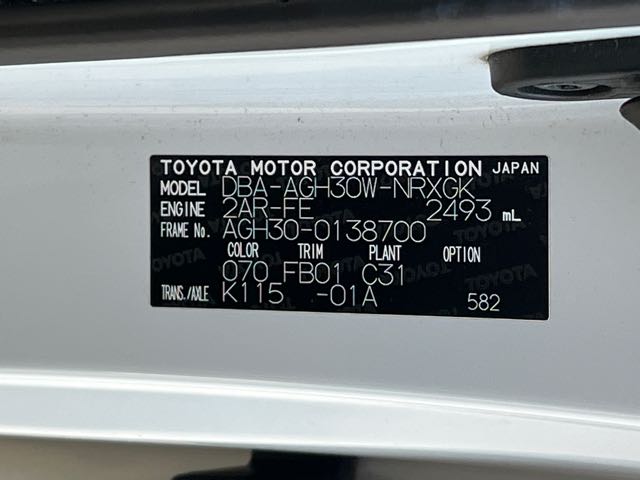 TOYOTA MOTOR CORPORATION JAPAN
MODEL DBA-AGH30W-NRXGK
ENGINE 2AR-FE 2493 mL
FRAME No. AGH30-0138700
COLOR TRIM PLANT OPTION
070 FB01 C31
TRANS./AXLE K115 -01A 582